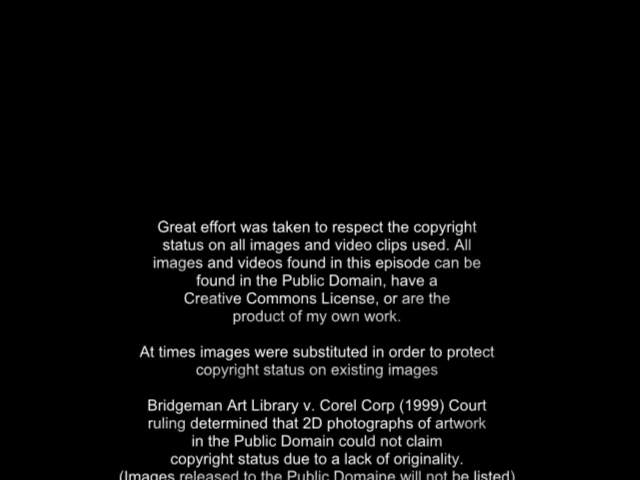 Great effort was taken to respect the copyright
status on all images and video clips used. All
images and videos found in this episode can be
found in the Public Domain, have a
Creative Commons License, or are the
product of my own work.
At times images were substituted in order to protect
copyright status on existing images
Bridgeman Art Library v. Corel Corp (1999) Court
ruling determined that 2D photographs of artwork
in the Public Domain could not claim
copyright status due to a lack of originality.
(Images released to the Public Domaine will not be listed)